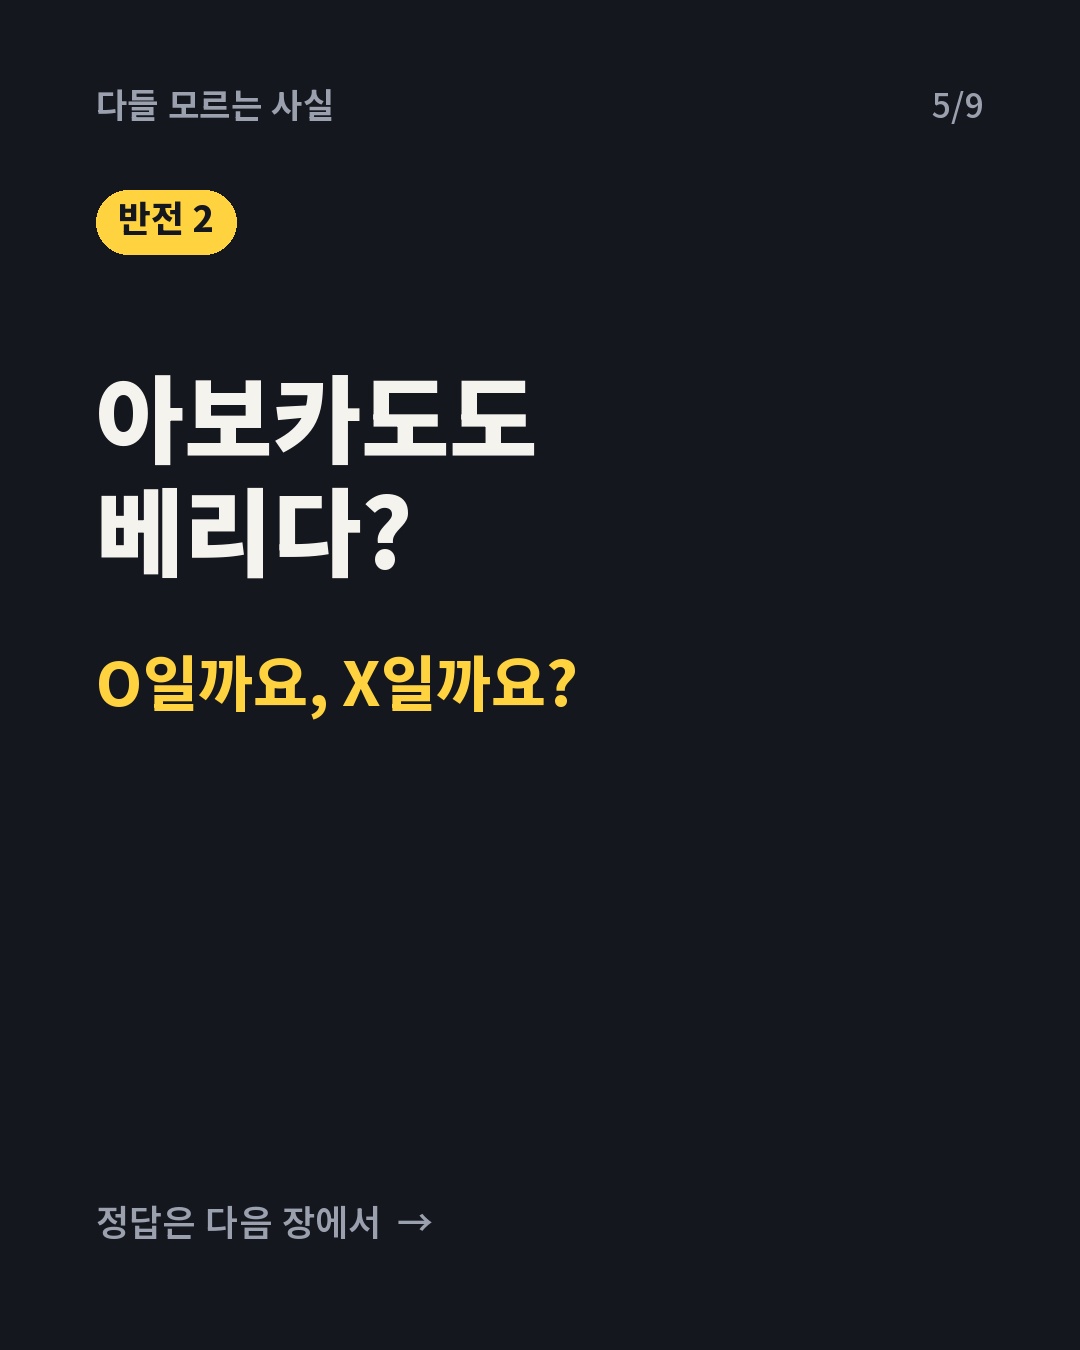 다들 모르는 사실
5/9
반전 2
아보카도도
베리다?
O일까요, X일까요?
정답은 다음 장에서 →